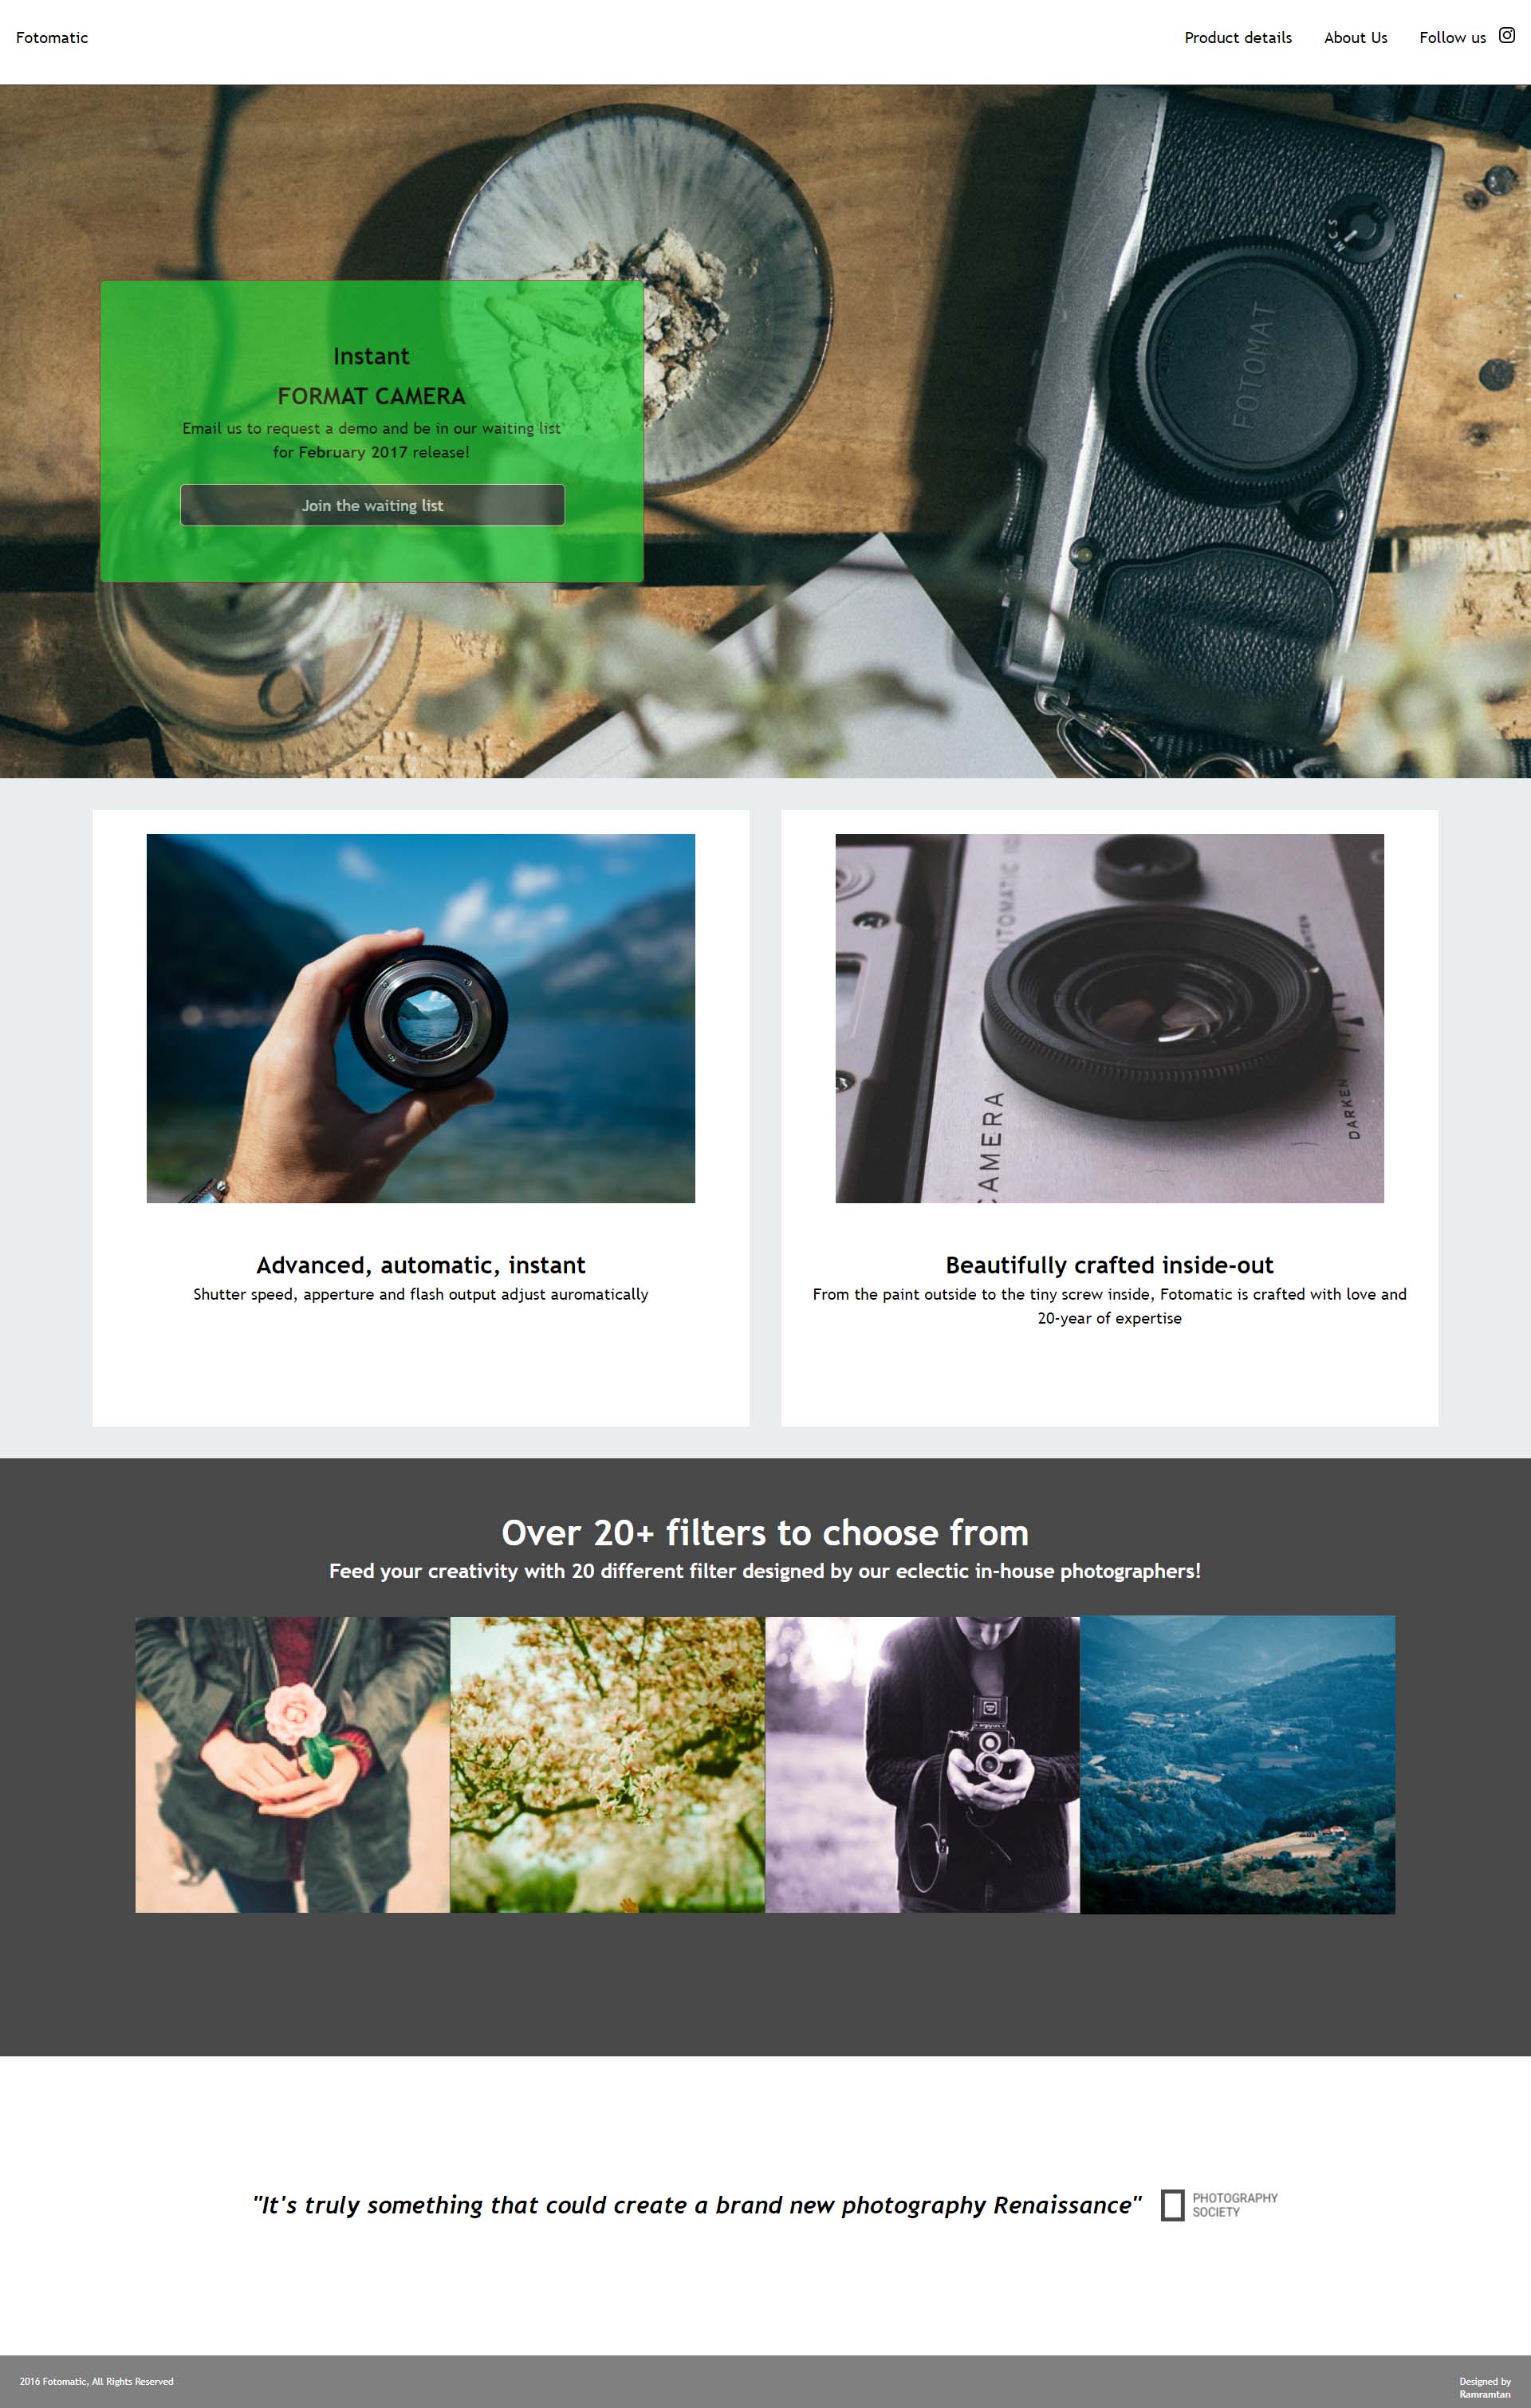 Fotomatic
Product details
About Us
Follow us
MCS
FOTOMAT
Instant
FORMAT CAMERA
Email us to request a demo and be in our waiting list
for February 2017 release!
Join the waiting list
CAMERA
DARKEN
Advanced, automatic, instant
Shutter speed, apperture and flash output adjust auromatically
Beautifully crafted inside-out
From the paint outside to the tiny screw inside, Fotomatic is crafted with love and
20-year of expertise
Over 20+ filters to choose from
Feed your creativity with 20 different filter designed by our eclectic in-house photographers!
"It's truly something that could create a brand new photography Renaissance"
PHOTOGRAPHY
SOCIETY
2016 Fotomatic, All Rights Reserved
Designed by
Ramramtan